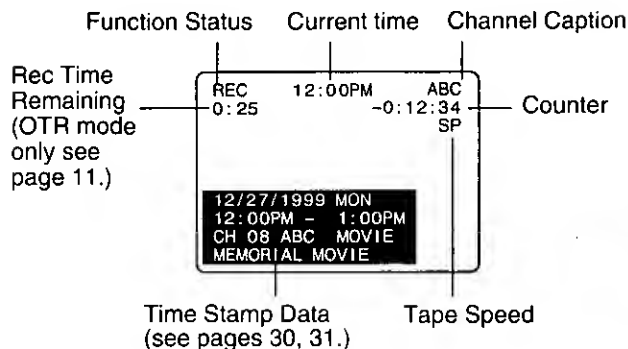 Function Status
Current time
Channel Caption
Rec Time
Remaining
(OTR mode
only see
page 11.)
REC 12:00PM ABC
0:25 -0:12:34
SP
Counter
12/27/1999 MON
12:00PM - 1:00PM
CH 08 ABC MOVIE
MEMORIAL MOVIE
Time Stamp Data
(see pages 30, 31.)
Tape Speed